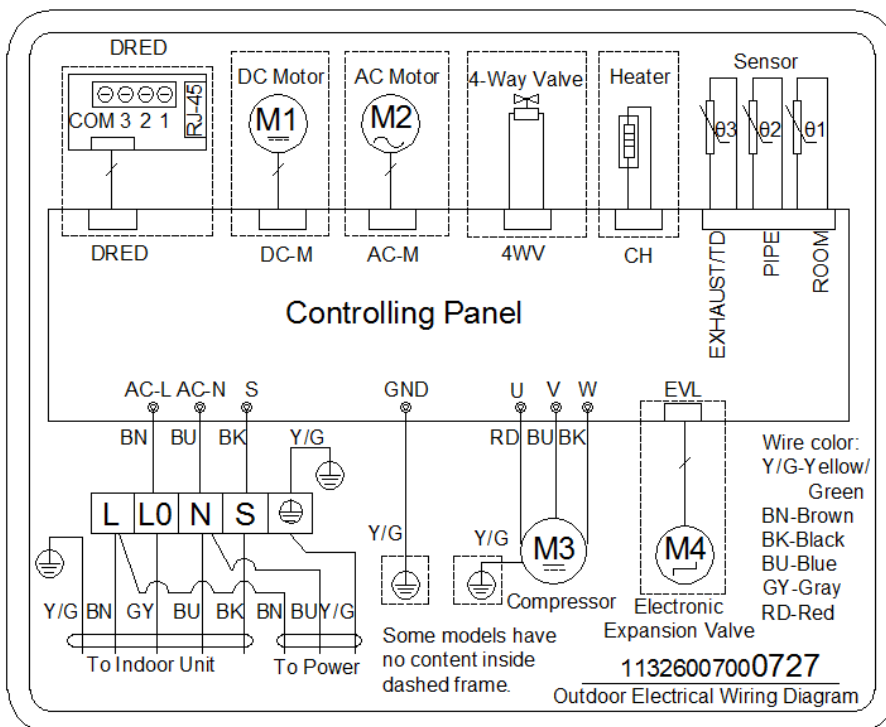 DRED
DC Motor
AC Motor
4-Way Valve
Heater
Sensor
COM 3 2 1
RJ-45
M1
M2
θ3
θ2
θ1
DRED
DC-M
AC-M
4WV
CH
EXHAUST/TD
PIPE
ROOM
Controlling Panel
AC-L AC-N S
GND
U V W
EVL
BN BU BK Y/G
RD BU BK
L L0 N S
Y/G
Y/G
M3
M4
Compressor
Electronic
Expansion Valve
Wire color:
Y/G-Yellow/
Green
BN-Brown
BK-Black
BU-Blue
GY-Gray
RD-Red
Y/G BN GY BU BK BN BU Y/G
To Indoor Unit
To Power
Some models have
no content inside
dashed frame.
11326007000727
Outdoor Electrical Wiring Diagram